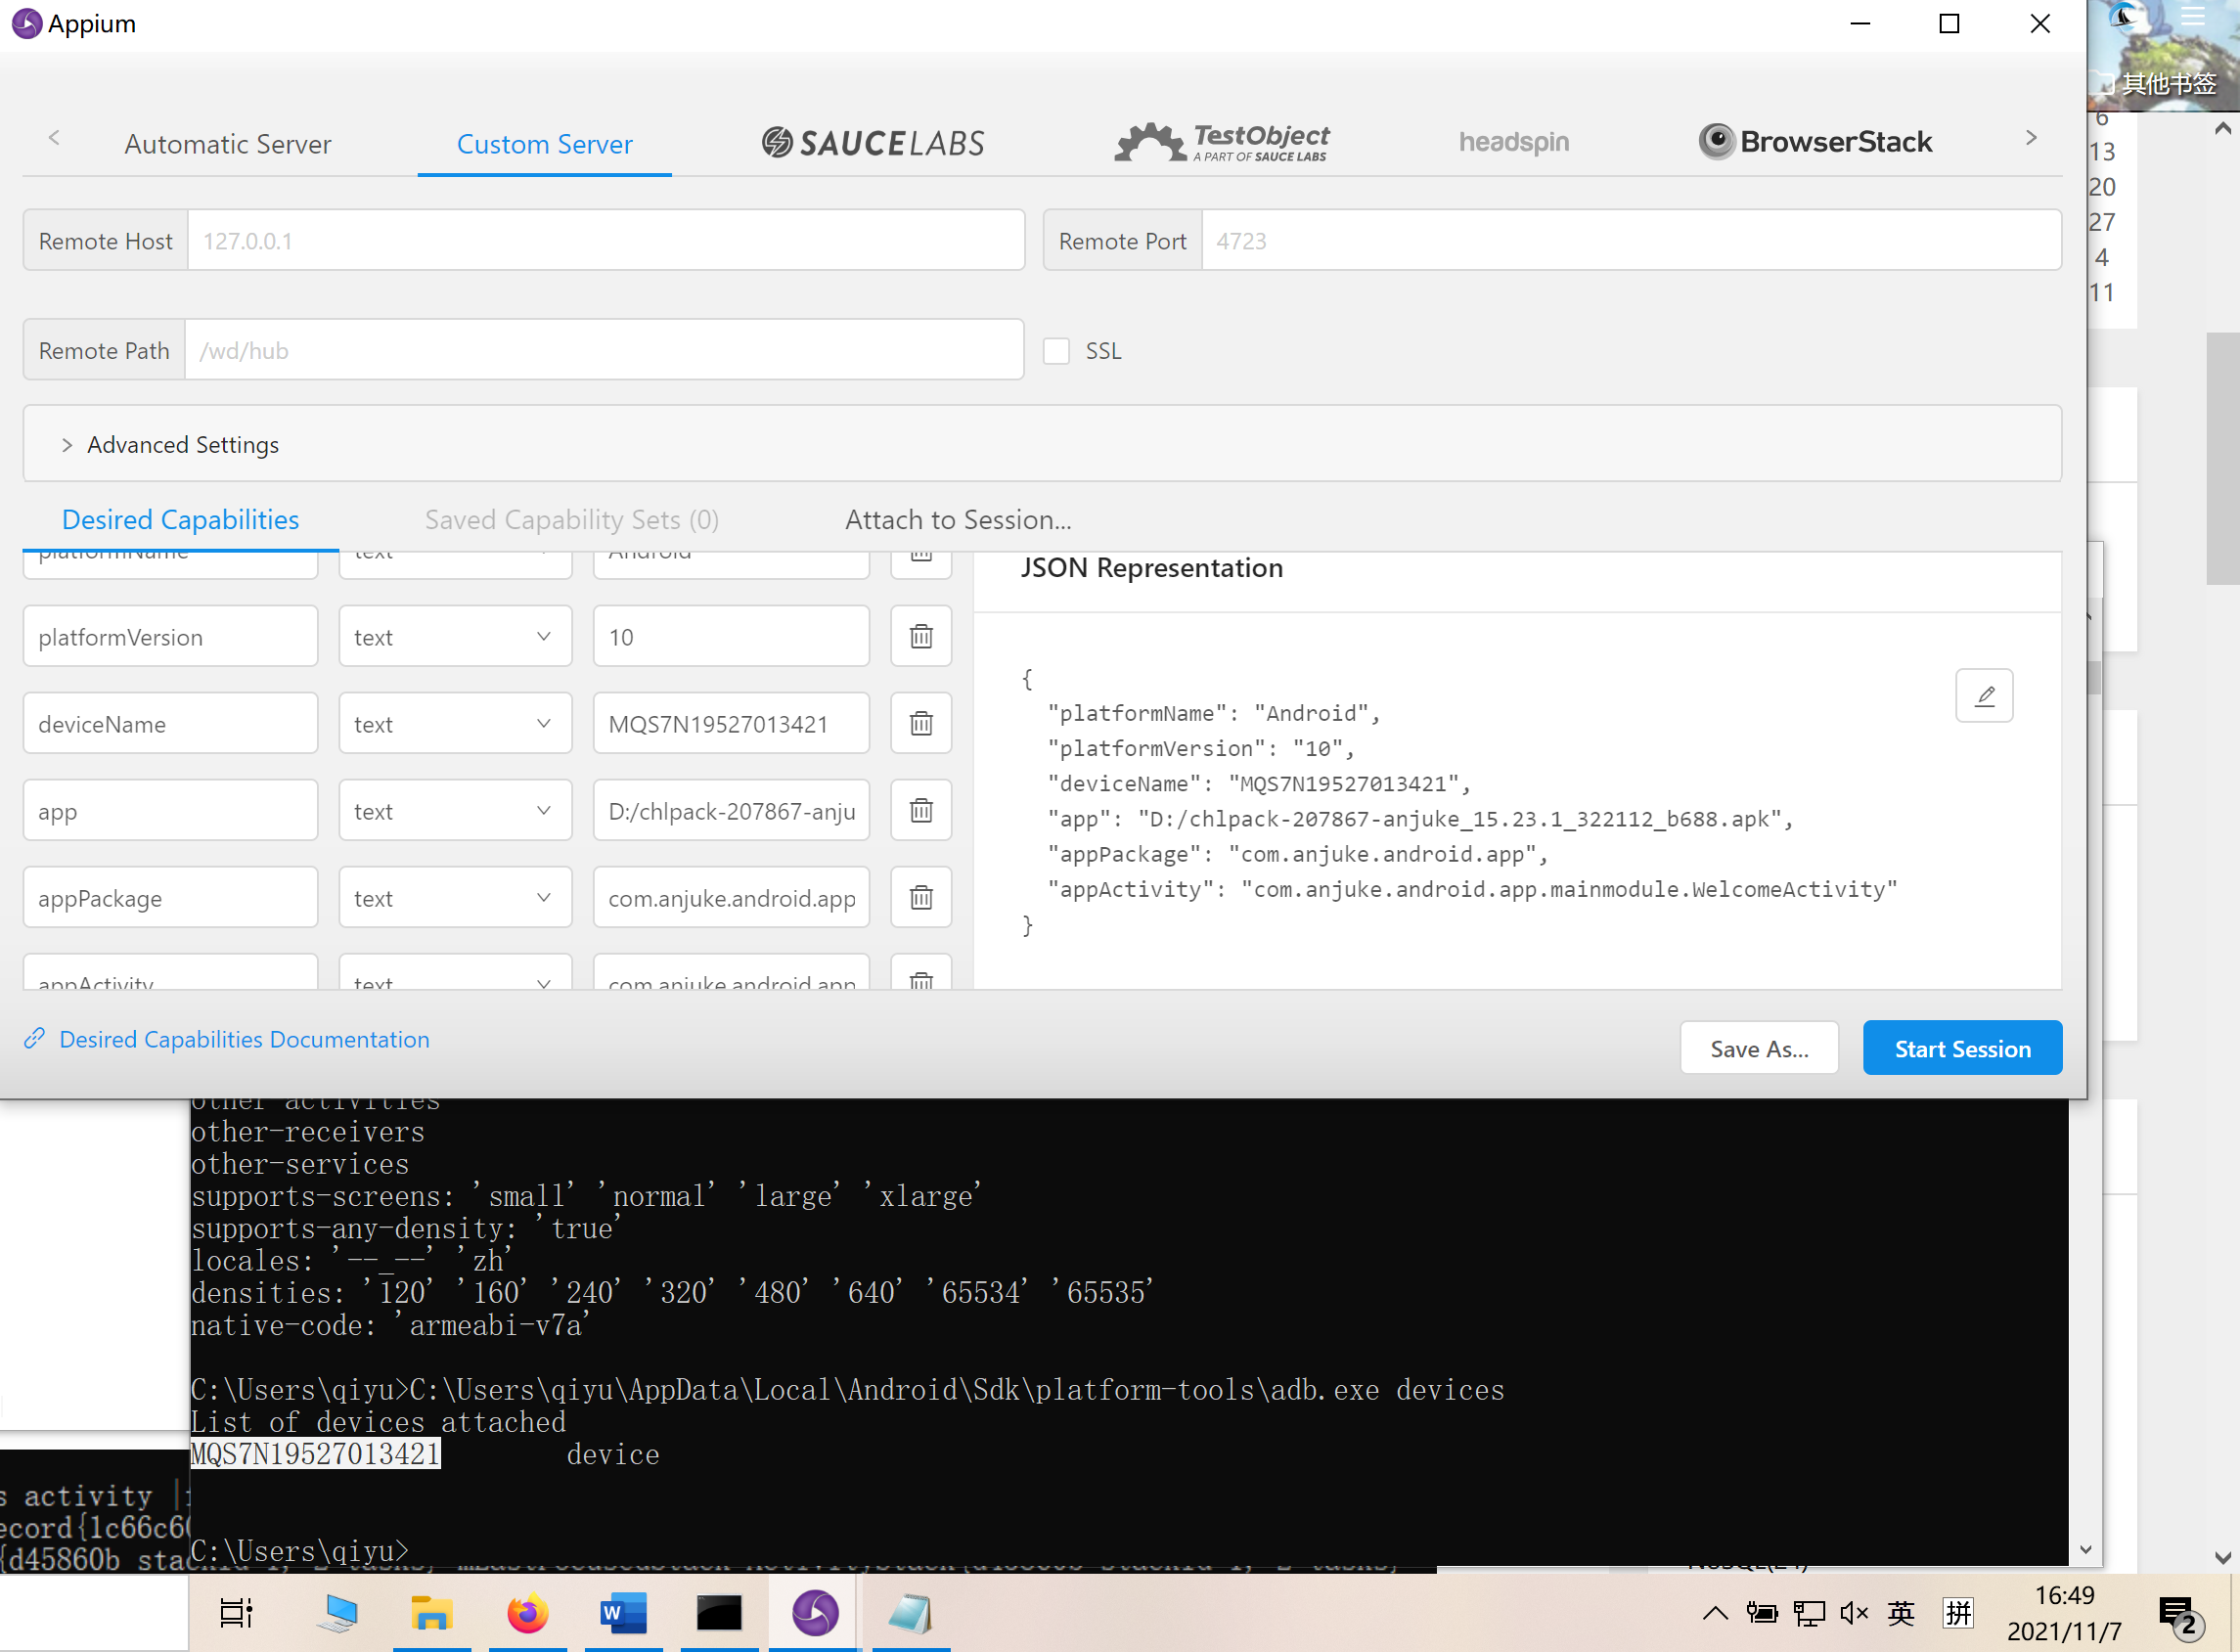 Appium
其他书签
Automatic Server
Custom Server
SAUCE LABS
TestObject
A PART OF SAUCE LABS
headspin
BrowserStack
6
13
20
27
4
11
Remote Host
127.0.0.1
Remote Port
4723
Remote Path
/wd/hub
SSL
Advanced Settings
Desired Capabilities
Saved Capability Sets (0)
Attach to Session...
platformName text Android
platformVersion text 10
deviceName text MQS7N19527013421
app text D:/chlpack-207867-anju
appPackage text com.anjuke.android.app
appActivity text com.anjuke.android.app
JSON Representation
{
"platformName": "Android",
"platformVersion": "10",
"deviceName": "MQS7N19527013421",
"app": "D:/chlpack-207867-anjuke_15.23.1_322112_b688.apk",
"appPackage": "com.anjuke.android.app",
"appActivity": "com.anjuke.android.app.mainmodule.WelcomeActivity"
}
Desired Capabilities Documentation
Save As...
Start Session
other activities
other-receivers
other-services
supports-screens: 'small' 'normal' 'large' 'xlarge'
supports-any-density: 'true'
locales: '--_--' 'zh'
densities: '120' '160' '240' '320' '480' '640' '65534' '65535'
native-code: 'armeabi-v7a'
C:\Users\qiyu>C:\Users\qiyu\AppData\Local\Android\Sdk\platform-tools\adb.exe devices
List of devices attached
MQS7N19527013421 device
C:\Users\qiyu>
s activity |
ecord{1c66c60
{d45860b
英
拼
16:49
2021/11/7
2